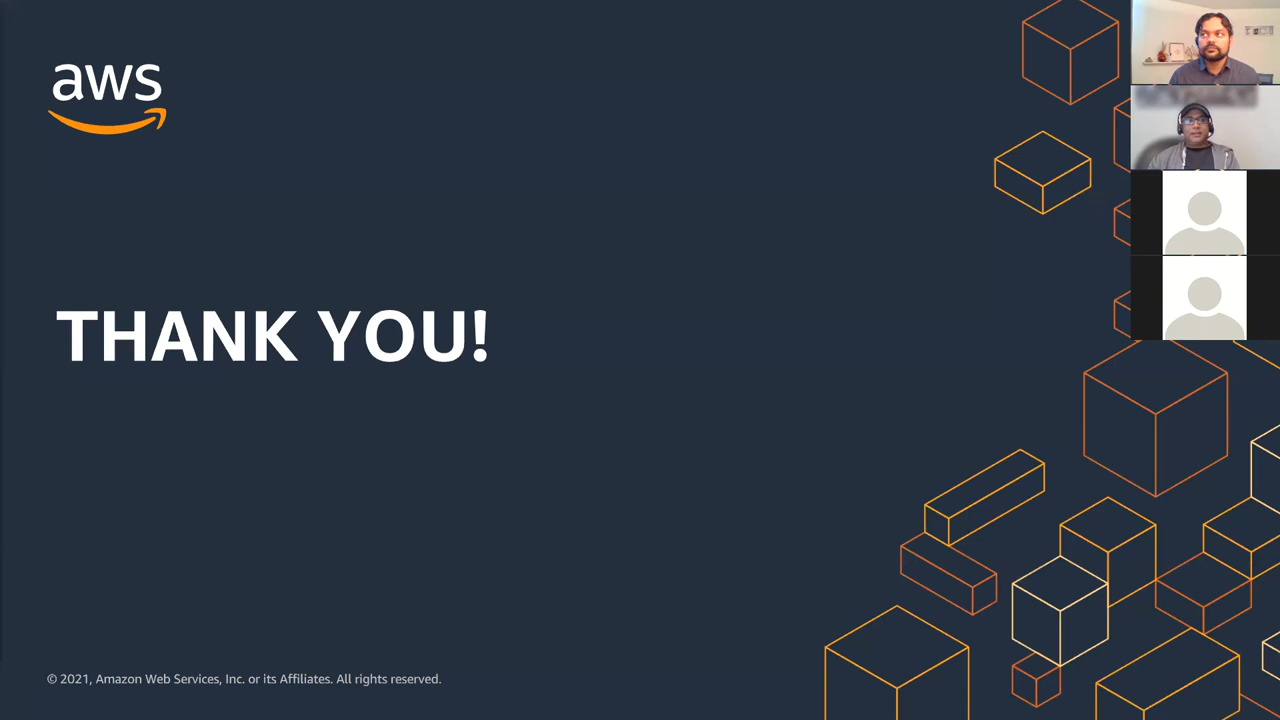 aws
THANK YOU!
© 2021, Amazon Web Services, Inc. or its Affiliates. All rights reserved.